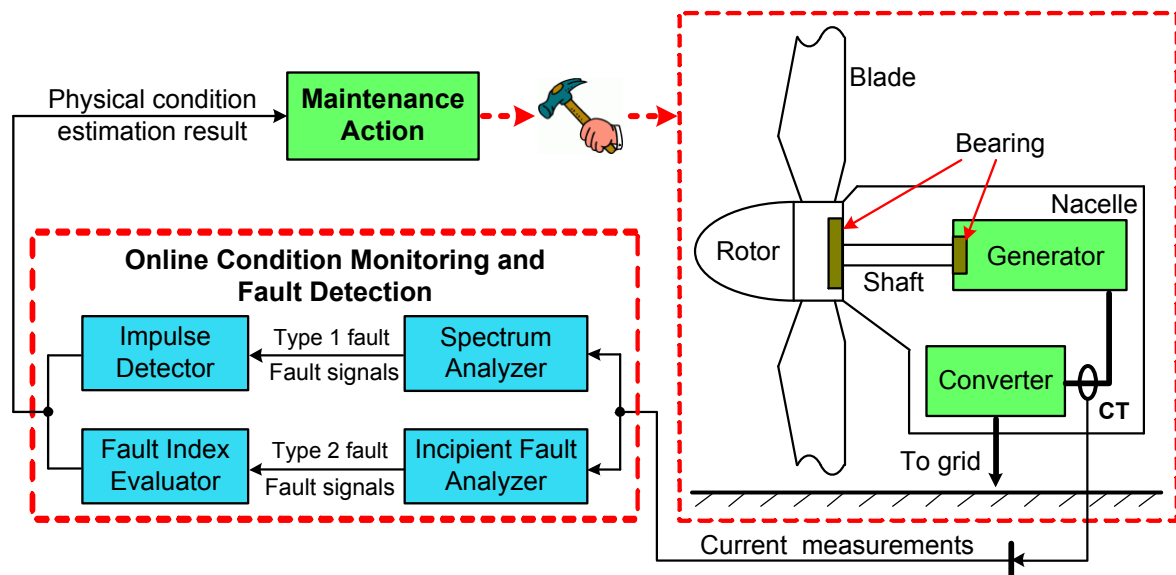 Physical condition
estimation result
Maintenance
Action
Blade
Bearing
Nacelle
Rotor
Generator
Shaft
Converter
CT
To grid
Online Condition Monitoring and
Fault Detection
Impulse
Detector
Type 1 fault
Fault signals
Spectrum
Analyzer
Fault Index
Evaluator
Type 2 fault
Fault signals
Incipient Fault
Analyzer
Current measurements